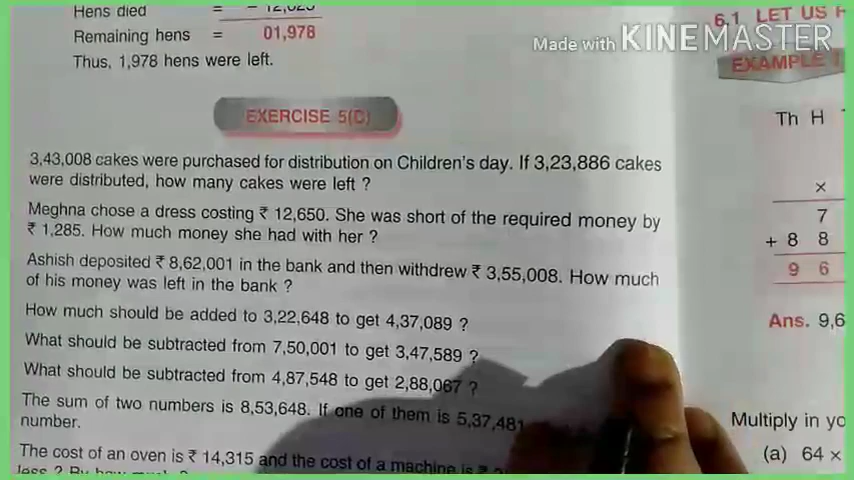 Hens died = – 12,023
Remaining hens = 01,978
Thus, 1,978 hens were left.
EXERCISE 5(C)
3,43,008 cakes were purchased for distribution on Children's day. If 3,23,886 cakes
were distributed, how many cakes were left ?
Meghna chose a dress costing ₹ 12,650. She was short of the required money by
₹ 1,285. How much money she had with her ?
Ashish deposited ₹ 8,62,001 in the bank and then withdrew ₹ 3,55,008. How much
of his money was left in the bank ?
How much should be added to 3,22,648 to get 4,37,089 ?
What should be subtracted from 7,50,001 to get 3,47,589 ?
What should be subtracted from 4,87,548 to get 2,88,067 ?
The sum of two numbers is 8,53,648. If one of them is 5,37,481
number.
The cost of an oven is ₹ 14,315 and the cost of a machine is ₹
less ? By how much ?
6.1 LET US
Made with KINEMASTER
EXAMPLE
Th H
×
7
+ 8 8
9 6
Ans. 9,6
Multiply in yo
(a) 64 ×